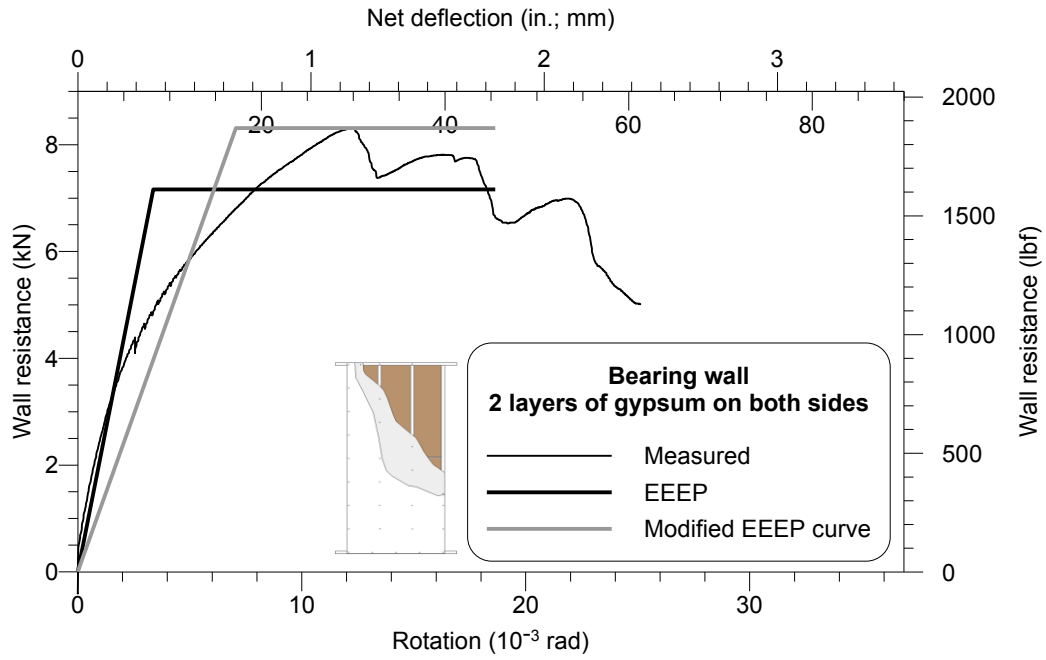 Net deflection (in.; mm)
0 1 2 3
20 40 60 80
Wall resistance (kN)
8
6
4
2
0
2000
1500
1000
500
0
Wall resistance (lbf)
Bearing wall
2 layers of gypsum on both sides
Measured
EEEP
Modified EEEP curve
0 10 20 30
Rotation (10⁻³ rad)